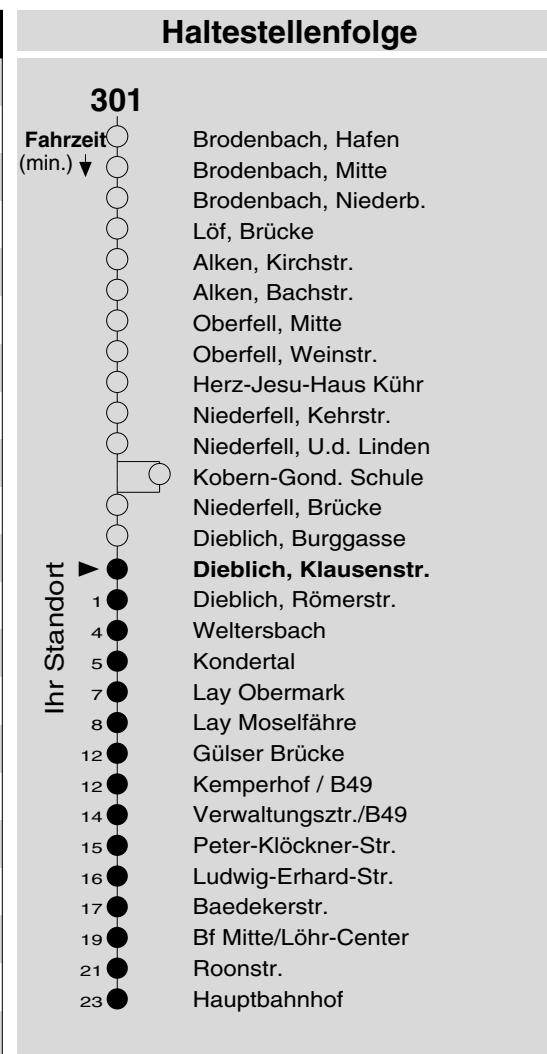 Haltestellenfolge
301
Fahrzeit
(min.)
Brodenbach, Hafen
Brodenbach, Mitte
Brodenbach, Niederb.
Löf, Brücke
Alken, Kirchstr.
Alken, Bachstr.
Oberfell, Mitte
Oberfell, Weinstr.
Herz-Jesu-Haus Kühr
Niederfell, Kehrstr.
Niederfell, U.d. Linden
Kobern-Gond. Schule
Niederfell, Brücke
Dieblich, Burggasse
Ihr Standort
Dieblich, Klausenstr.
1 Dieblich, Römerstr.
4 Weltersbach
5 Kondertal
7 Lay Obermark
8 Lay Moselfähre
12 Gülser Brücke
12 Kemperhof / B49
14 Verwaltungsztr./B49
15 Peter-Klöckner-Str.
16 Ludwig-Erhard-Str.
17 Baedekerstr.
19 Bf Mitte/Löhr-Center
21 Roonstr.
23 Hauptbahnhof